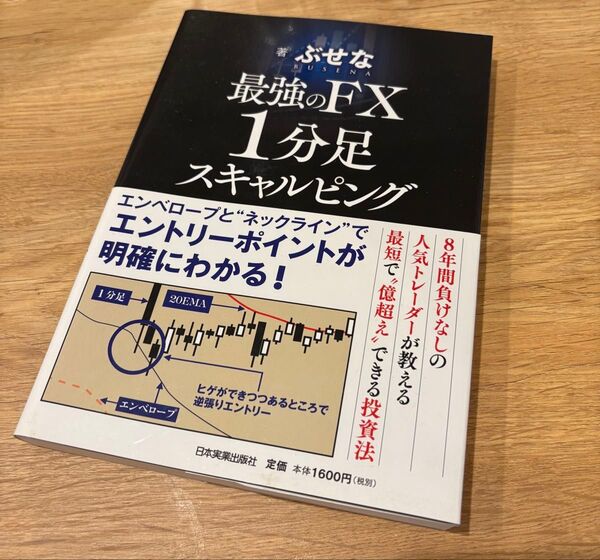 著 ぶせな
BUSENA
最強のFX
1分足
スキャルピング
エンベロープと“ネックライン”で
エントリーポイントが
明確にわかる!
8年間負けなしの
人気トレーダーが教える
最短で“億超え”できる投資法
1分足
20EMA
ヒゲができつつあるところで
逆張りエントリー
エンベロープ
日本実業出版社 定価 本体1600円(税別)